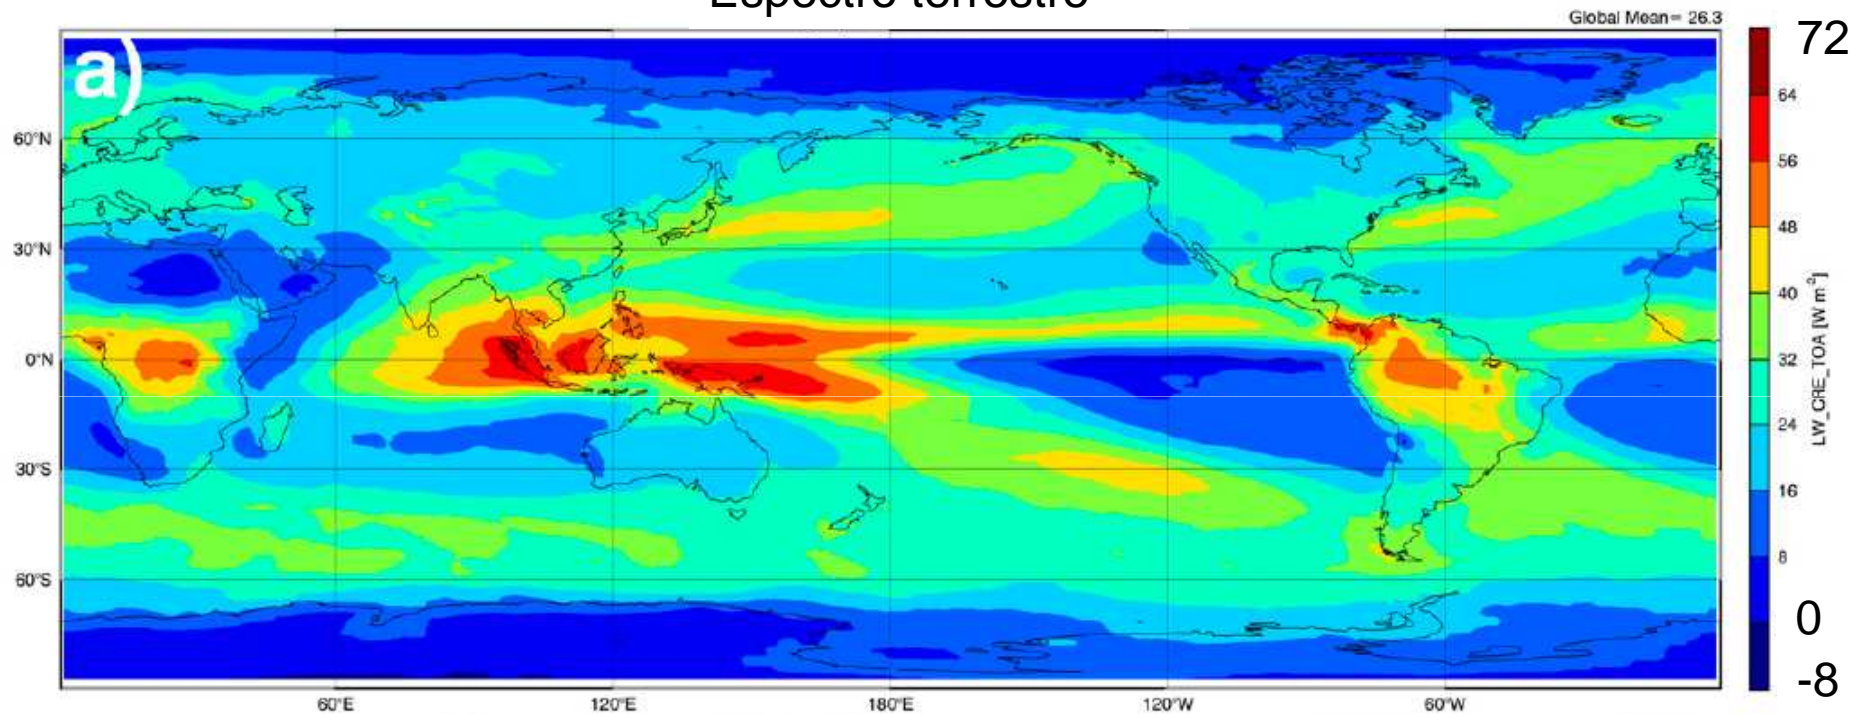 Espectro terrestre
Global Mean= 26.3
a)
72
64
56
48
40
32
24
16
8
0
-8
LW_CRE_TOA [W m⁻²]
60°N
30°N
0°N
30°S
60°S
60°E
120°E
180°E
120°W
60°W